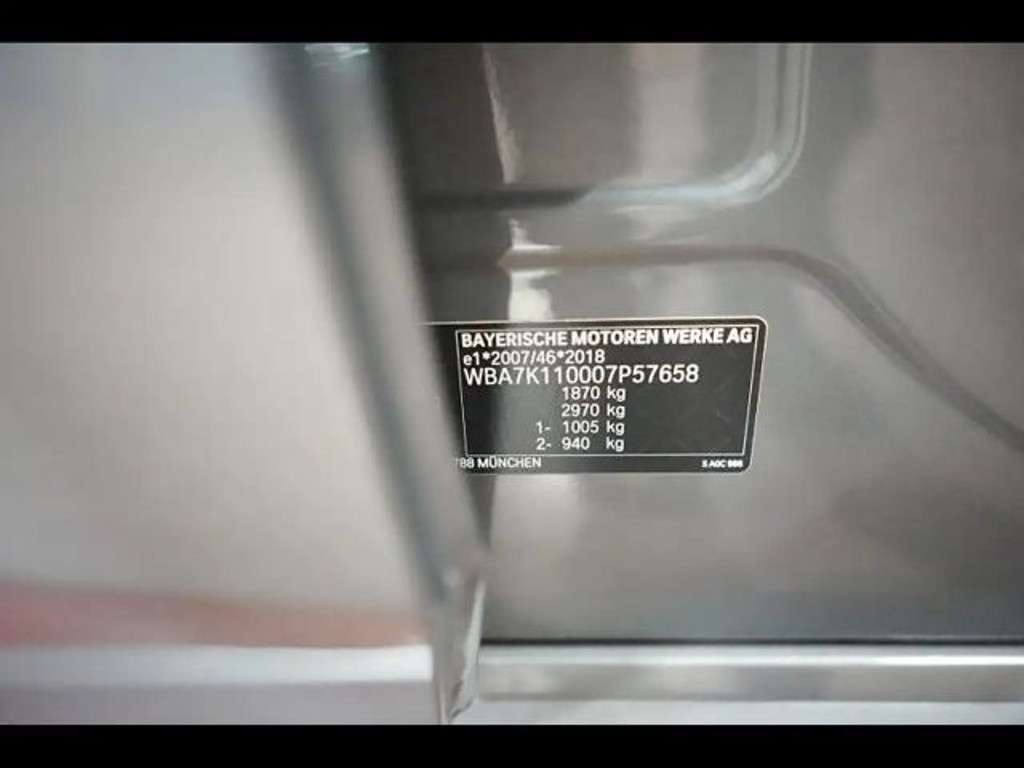 BAYERISCHE MOTOREN WERKE AG
e1*2007/46*2018
WBA7K110007P57658
1870 kg
2970 kg
1- 1005 kg
2- 940 kg
788 MÜNCHEN